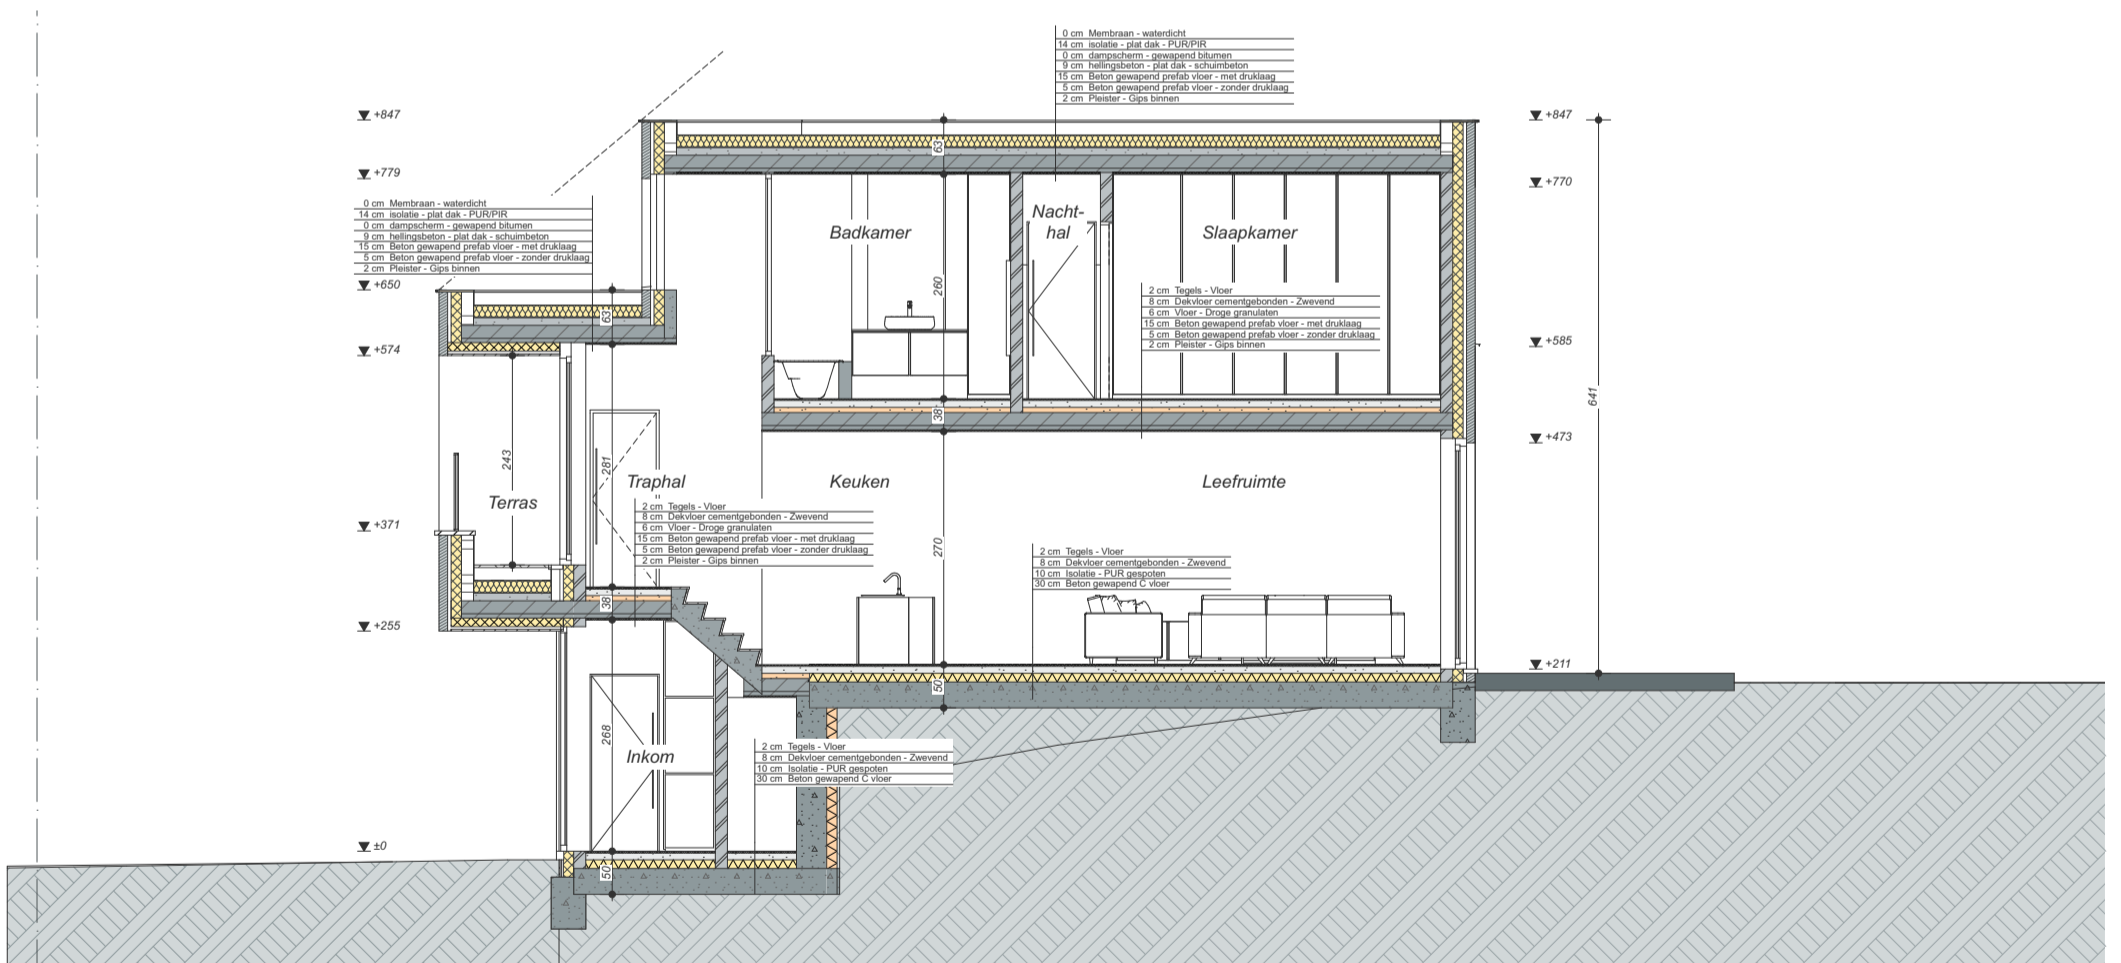 0 cm Membraan - waterdicht
14 cm isolatie - plat dak - PUR/PIR
0 cm dampscherm - gewapend bitumen
9 cm hellingsbeton - plat dak - schuimbeton
15 cm Beton gewapend prefab vloer - met druklaag
5 cm Beton gewapend prefab vloer - zonder druklaag
2 cm Pleister - Gips binnen
+847
+847
63
+779
+770
0 cm Membraan - waterdicht
14 cm isolatie - plat dak - PUR/PIR
0 cm dampscherm - gewapend bitumen
9 cm hellingsbeton - plat dak - schuimbeton
15 cm Beton gewapend prefab vloer - met druklaag
5 cm Beton gewapend prefab vloer - zonder druklaag
2 cm Pleister - Gips binnen
Badkamer
Nacht-
hal
Slaapkamer
+650
260
63
2 cm Tegels - Vloer
8 cm Dekvloer cementgebonden - Zwevend
6 cm Vloer - Droge granulaten
15 cm Beton gewapend prefab vloer - met druklaag
5 cm Beton gewapend prefab vloer - zonder druklaag
2 cm Pleister - Gips binnen
+574
+585
641
38
+473
243
281
Terras
Traphal
Keuken
Leefruimte
2 cm Tegels - Vloer
8 cm Dekvloer cementgebonden - Zwevend
6 cm Vloer - Droge granulaten
15 cm Beton gewapend prefab vloer - met druklaag
5 cm Beton gewapend prefab vloer - zonder druklaag
2 cm Pleister - Gips binnen
+371
270
2 cm Tegels - Vloer
8 cm Dekvloer cementgebonden - Zwevend
10 cm Isolatie - PUR gespoten
30 cm Beton gewapend C vloer
38
+255
+211
50
268
Inkom
2 cm Tegels - Vloer
8 cm Dekvloer cementgebonden - Zwevend
10 cm Isolatie - PUR gespoten
30 cm Beton gewapend C vloer
±0
50